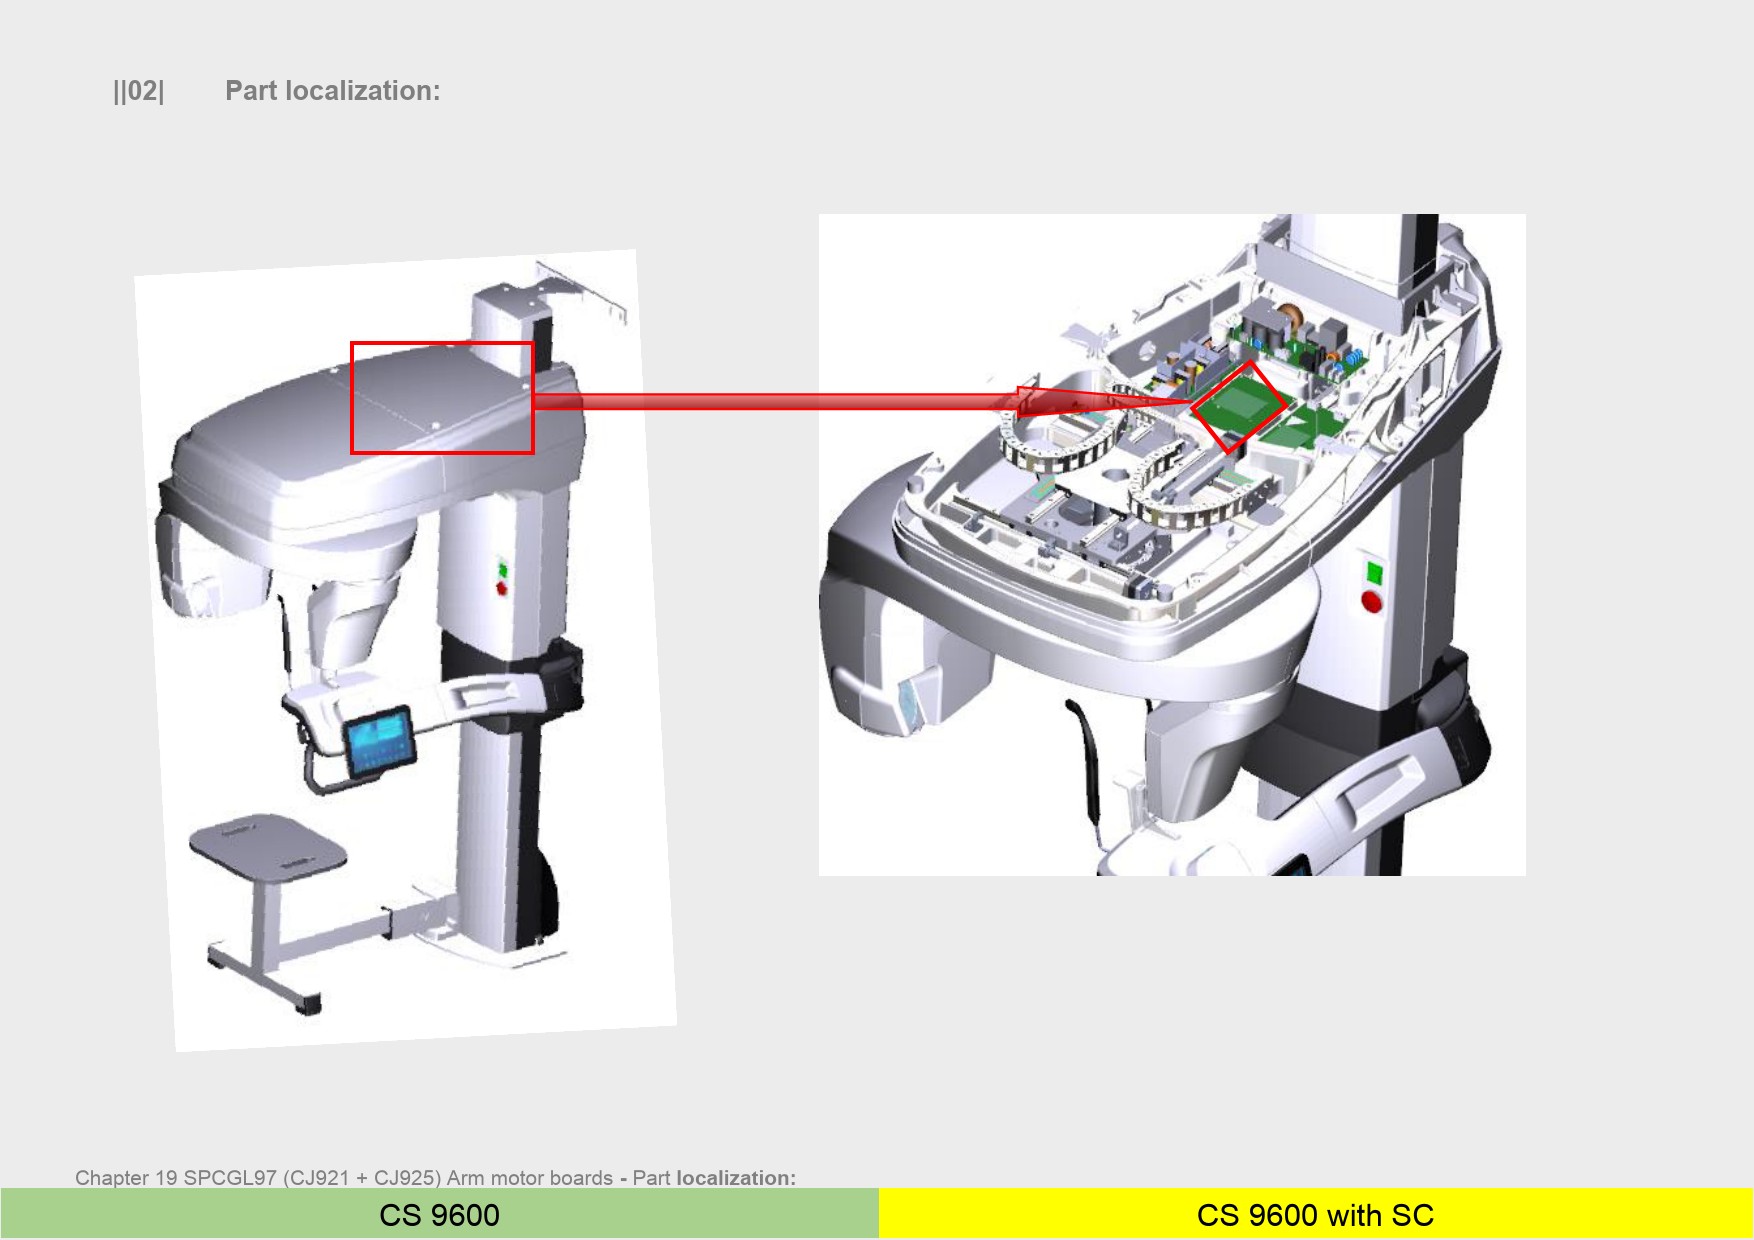 ||02| Part localization:
Chapter 19 SPCGL97 (CJ921 + CJ925) Arm motor boards - Part localization:
CS 9600
CS 9600 with SC